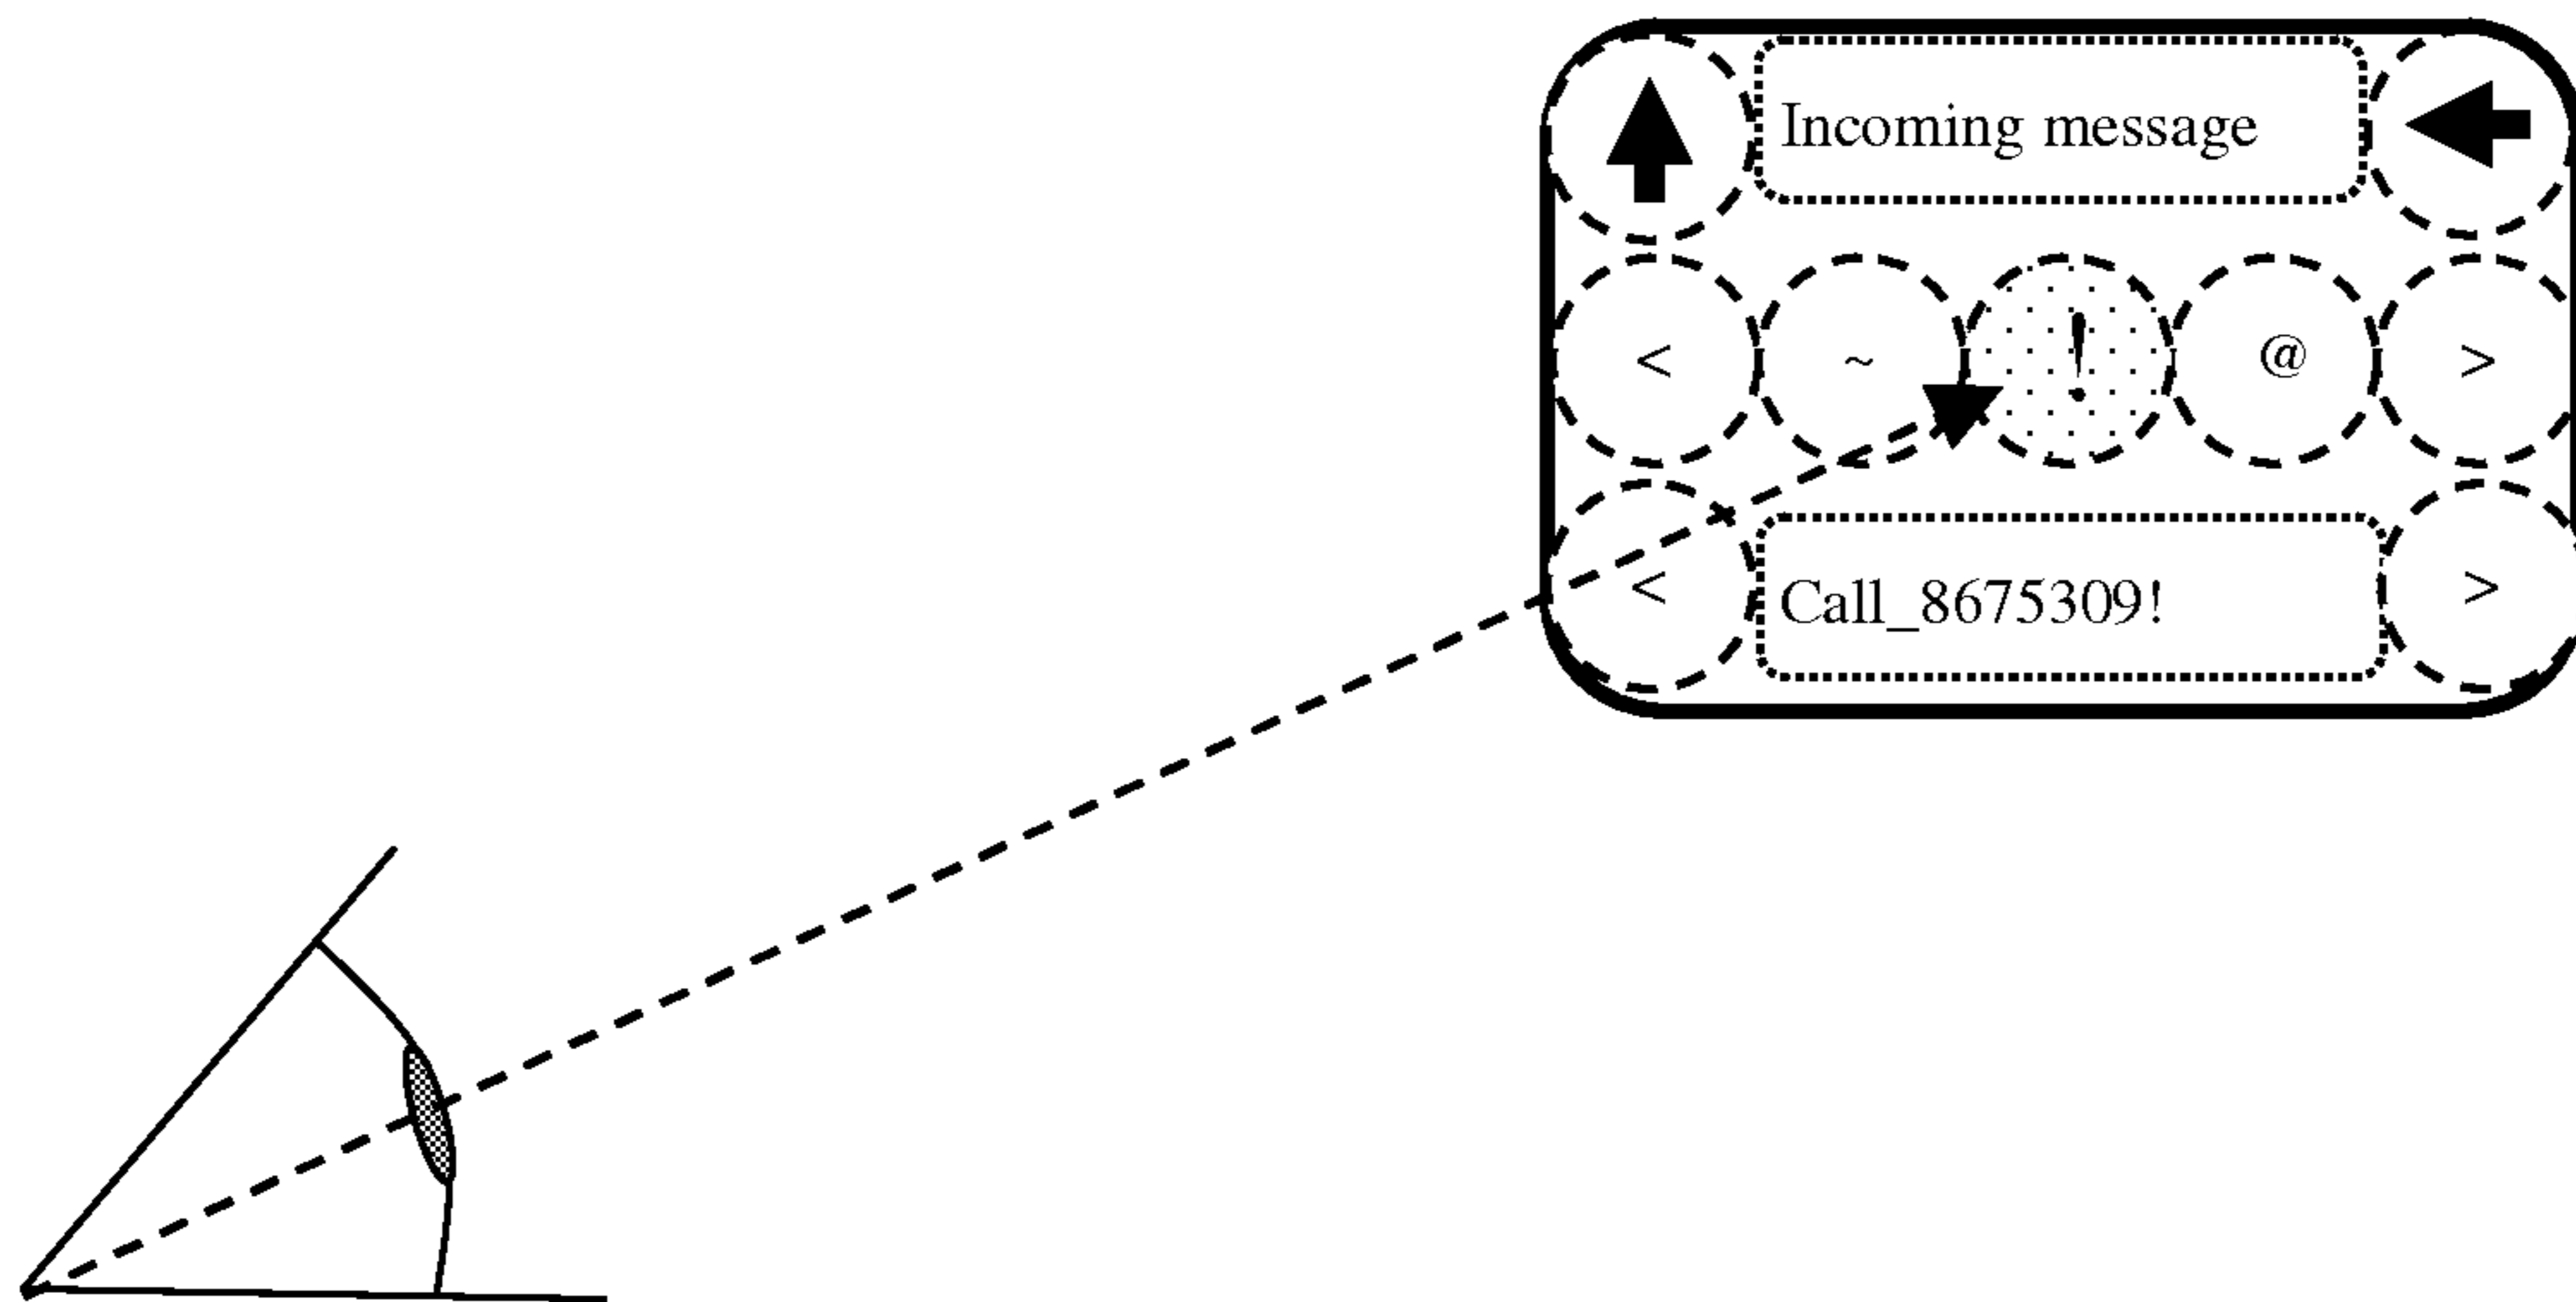 Incoming message
< ~ ! @ >
< Call_8675309! >